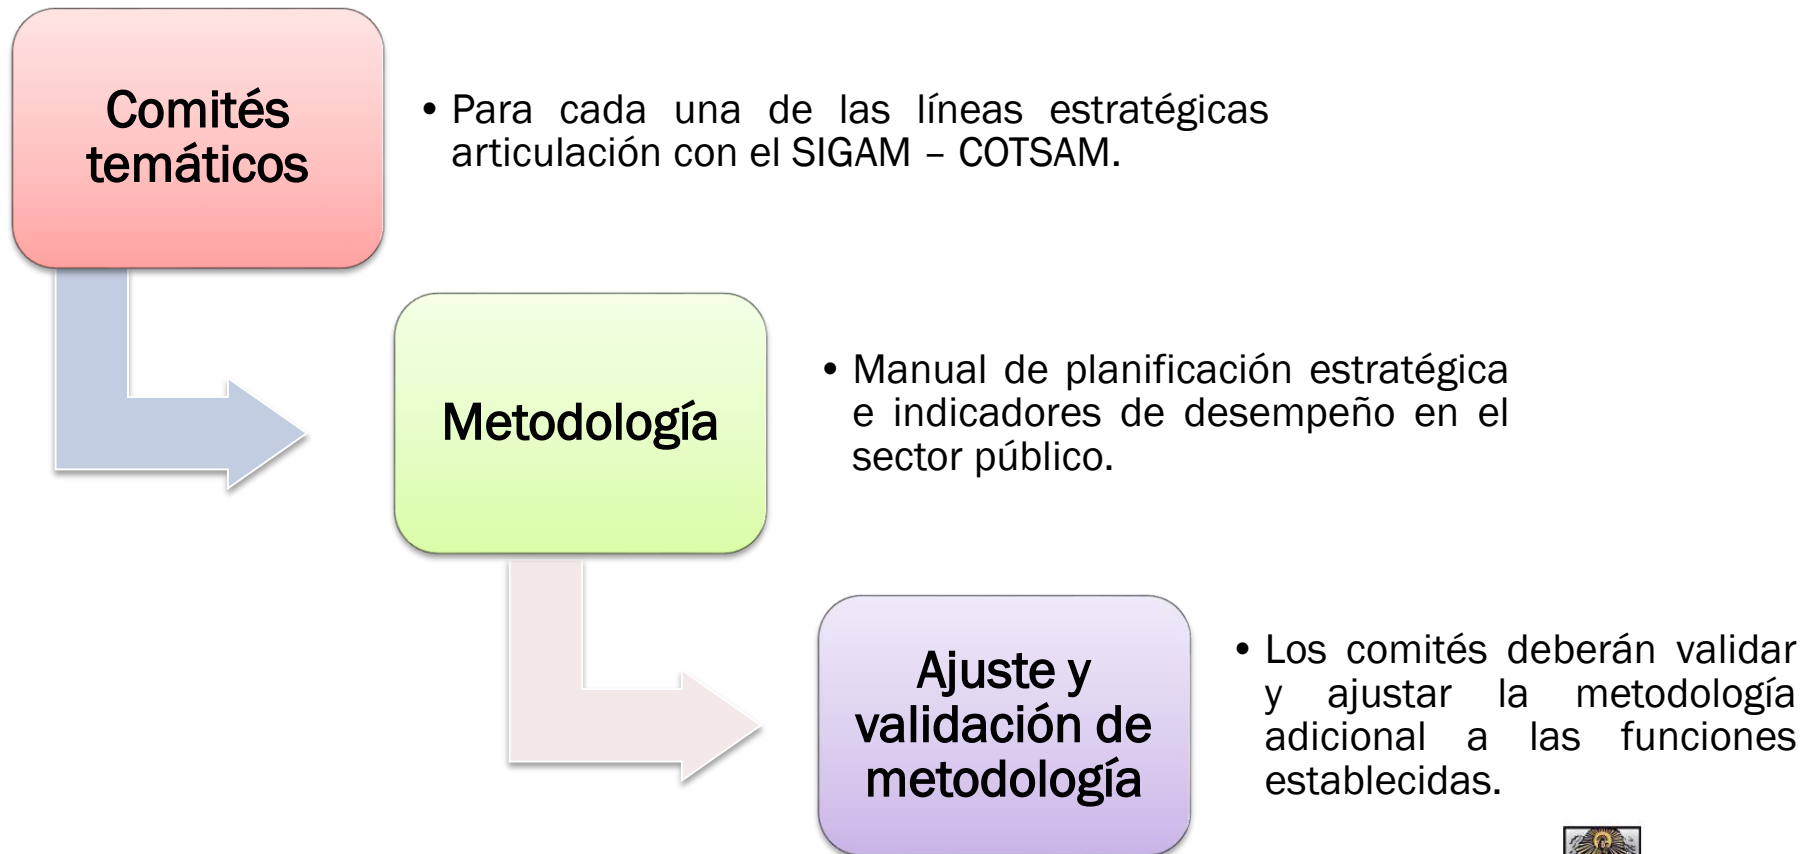 Comités
temáticos
• Para cada una de las líneas estratégicas
articulación con el SIGAM – COTSAM.
Metodología
• Manual de planificación estratégica
e indicadores de desempeño en el
sector público.
Ajuste y
validación de
metodología
• Los comités deberán validar
y ajustar la metodología
adicional a las funciones
establecidas.